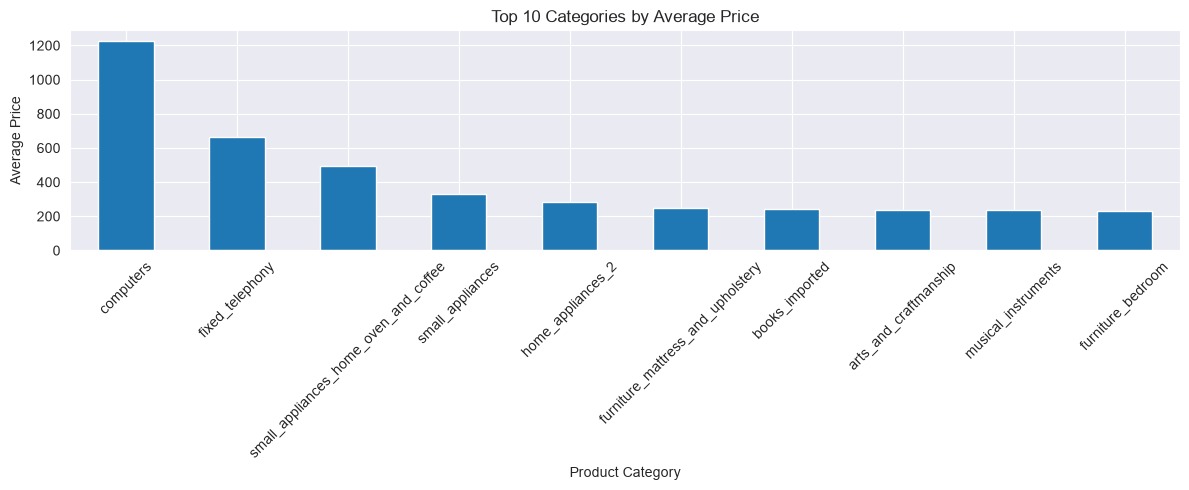 Top 10 Categories by Average Price
1200
1000
800
600
400
200
0
Average Price
computers
fixed_telephony
small_appliances_home_oven_and_coffee
small_appliances
home_appliances_2
furniture_mattress_and_upholstery
books_imported
arts_and_craftmanship
musical_instruments
furniture_bedroom
Product Category